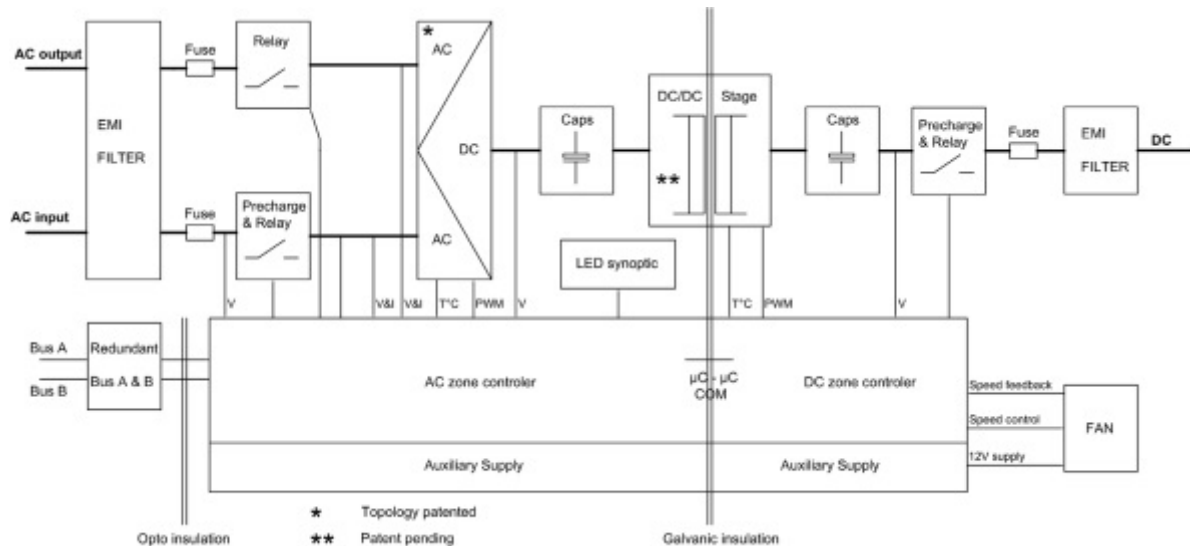 AC output
EMI
FILTER
Fuse
Relay
*
AC
DC
AC
AC input
Fuse
Precharge
& Relay
Caps
DC/DC Stage
**
Caps
Precharge
& Relay
Fuse
EMI
FILTER
DC
LED synoptic
V
V&I
V&I
T°C
PWM
V
T°C
PWM
V
Bus A
Bus B
Redundant
Bus A & B
AC zone controler
µC - µC
COM
DC zone controler
Speed feedback
Speed control
12V supply
FAN
Auxiliary Supply
Auxiliary Supply
Opto insulation
* Topology patented
** Patent pending
Galvanic insulation